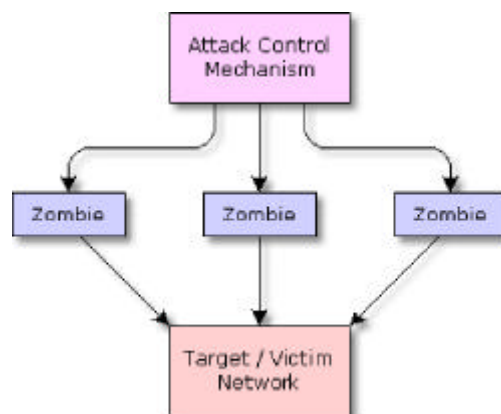 Attack Control
Mechanism
Zombie
Zombie
Zombie
Target / Victim
Network